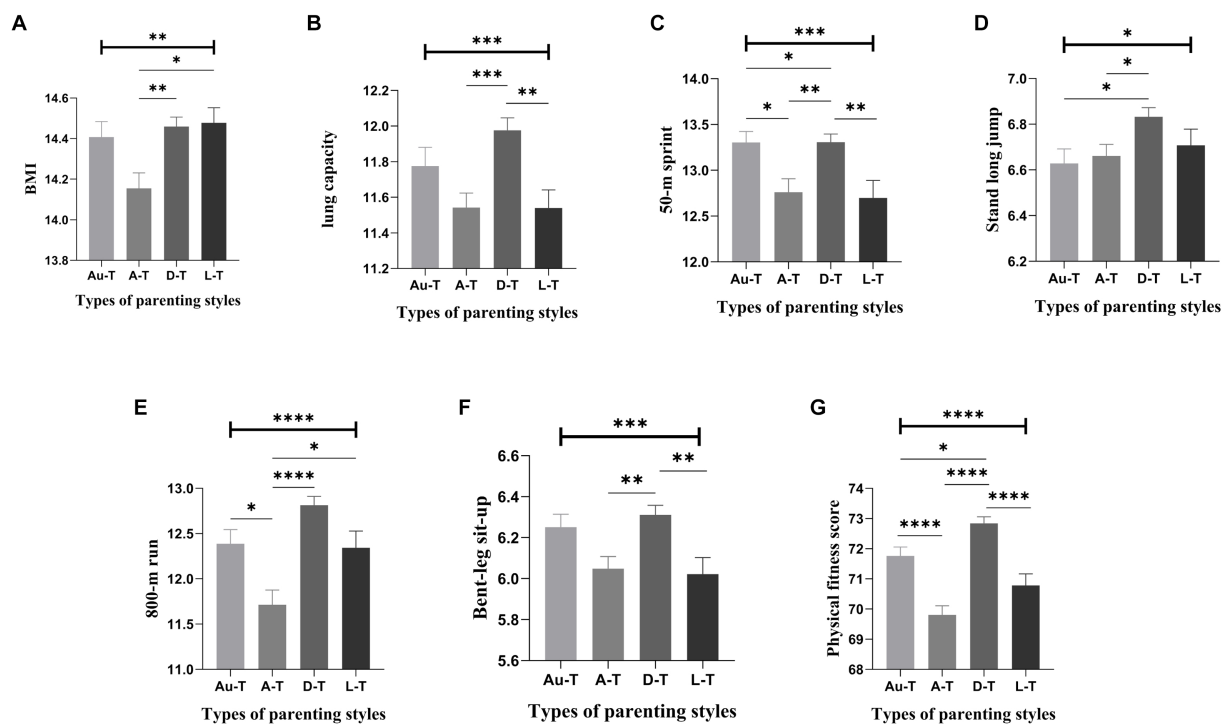 A
**
*
**
BMI
14.6
14.4
14.2
14.0
13.8
Au-T A-T D-T L-T
Types of parenting styles
B
***
***
**
lung capacity
12.2
12.0
11.8
11.6
11.4
11.2
Au-T A-T D-T L-T
Types of parenting styles
C
***
*
**
*
**
50-m sprint
14.0
13.5
13.0
12.5
12.0
Au-T A-T D-T L-T
Types of parenting styles
D
*
*
*
Stand long jump
7.0
6.8
6.6
6.4
6.2
Au-T A-T D-T L-T
Types of parenting styles
E
****
*
****
*
800-m run
13.0
12.5
12.0
11.5
11.0
Au-T A-T D-T L-T
Types of parenting styles
F
***
**
**
Bent-leg sit-up
6.6
6.4
6.2
6.0
5.8
5.6
Au-T A-T D-T L-T
Types of parenting styles
G
****
*
****
****
****
Physical fitness score
74
73
72
71
70
69
68
Au-T A-T D-T L-T
Types of parenting styles